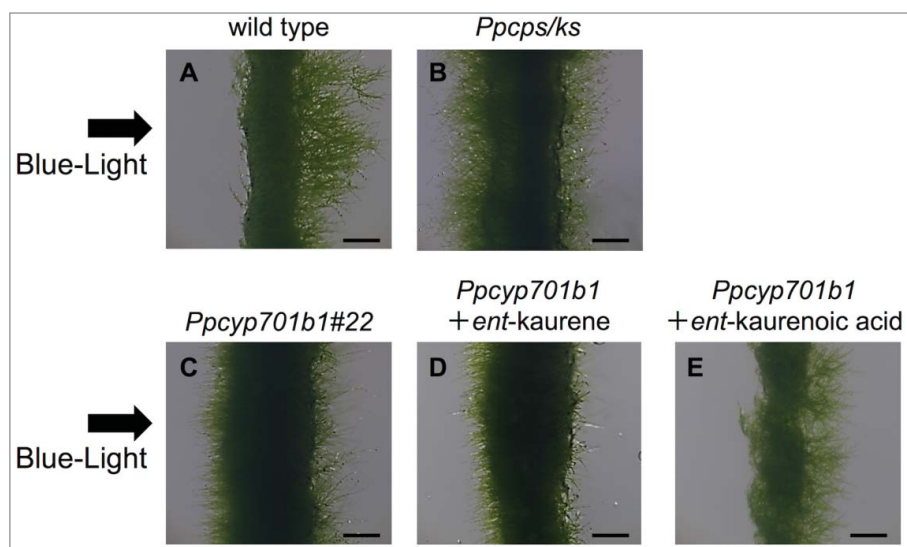 wild type
Ppcps/ks
A
B
Blue-Light
Ppcyp701b1#22
Ppcyp701b1
+ent-kaurene
Ppcyp701b1
+ent-kaurenoic acid
C
D
E
Blue-Light